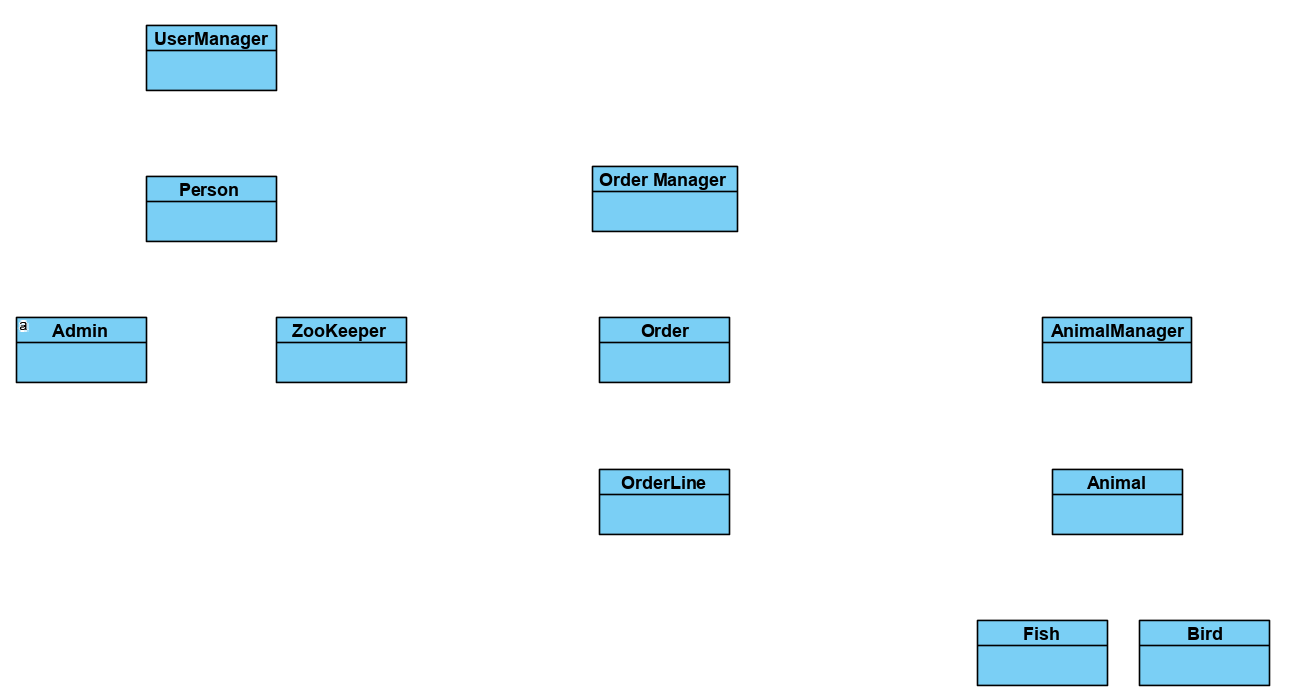 UserManager
Person
Order Manager
a
Admin
ZooKeeper
Order
AnimalManager
OrderLine
Animal
Fish
Bird